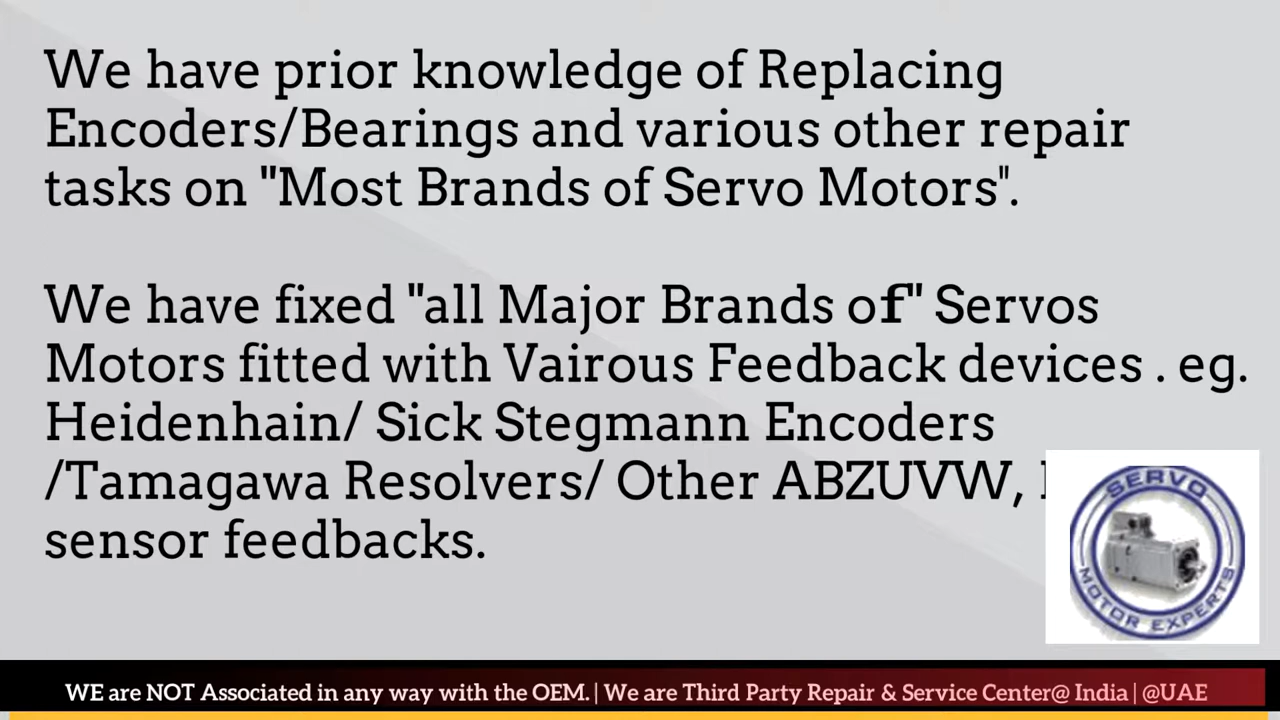 We have prior knowledge of Replacing
Encoders/Bearings and various other repair
tasks on "Most Brands of Servo Motors".
We have fixed "all Major Brands of" Servos
Motors fitted with Vairous Feedback devices . eg.
Heidenhain/ Sick Stegmann Encoders
/Tamagawa Resolvers/ Other ABZUVW,
sensor feedbacks.
SERVO
MOTOR EXPERTS
WE are NOT Associated in any way with the OEM. | We are Third Party Repair & Service Center@ India | @UAE